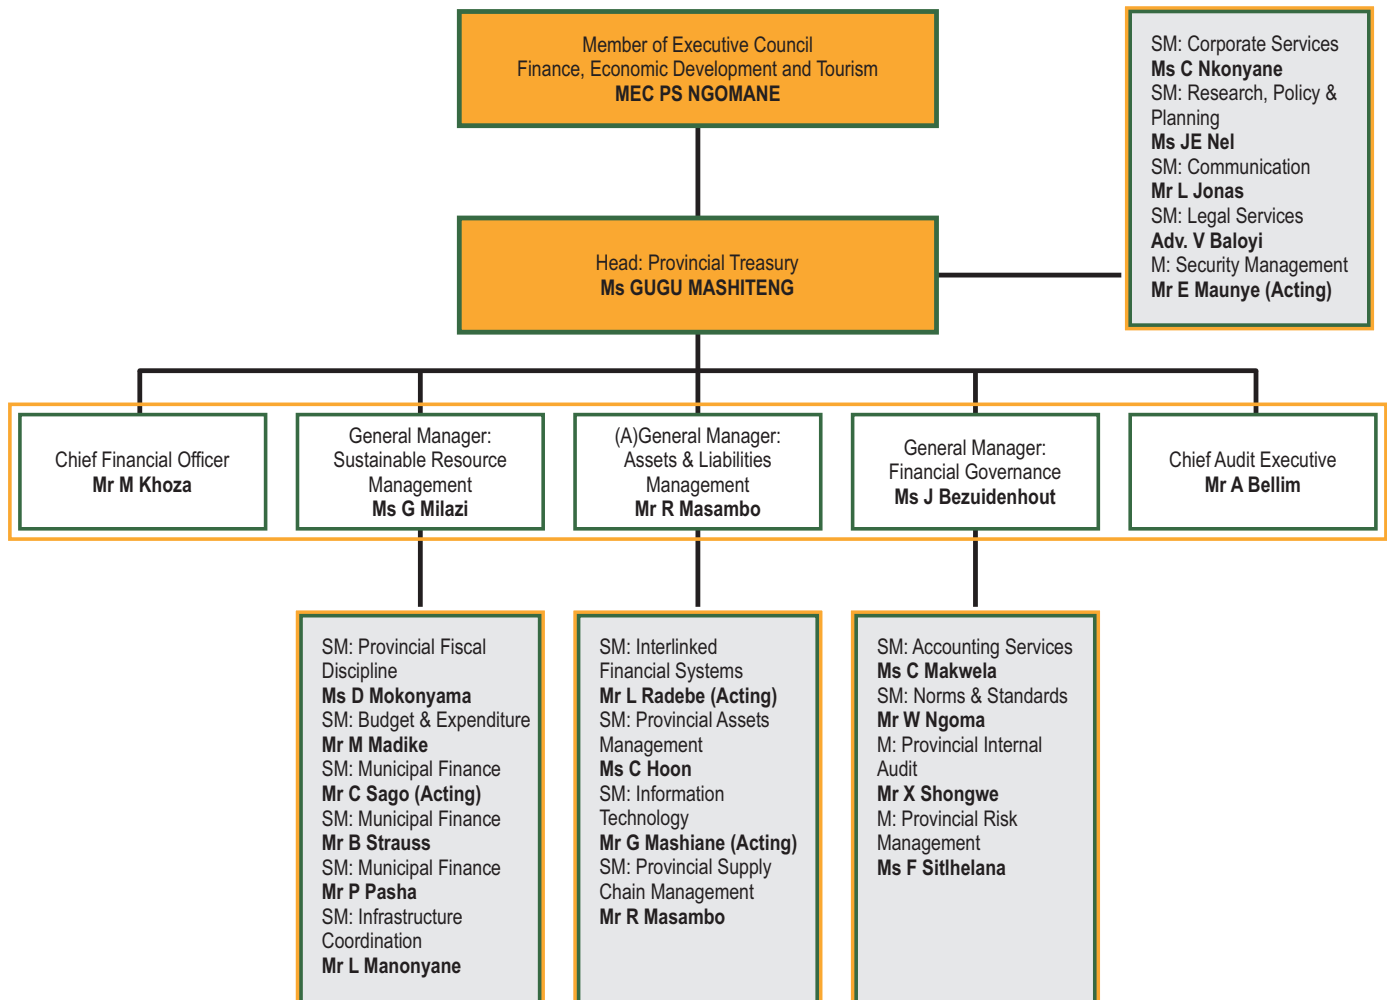 Member of Executive Council
Finance, Economic Development and Tourism
MEC PS NGOMANE
SM: Corporate Services
Ms C Nkonyane
SM: Research, Policy &
Planning
Ms JE Nel
SM: Communication
Mr L Jonas
SM: Legal Services
Adv. V Baloyi
M: Security Management
Mr E Maunye (Acting)
Head: Provincial Treasury
Ms GUGU MASHITENG
Chief Financial Officer
Mr M Khoza
General Manager:
Sustainable Resource
Management
Ms G Milazi
(A)General Manager:
Assets & Liabilities
Management
Mr R Masambo
General Manager:
Financial Governance
Ms J Bezuidenhout
Chief Audit Executive
Mr A Bellim
SM: Provincial Fiscal
Discipline
Ms D Mokonyama
SM: Budget & Expenditure
Mr M Madike
SM: Municipal Finance
Mr C Sago (Acting)
SM: Municipal Finance
Mr B Strauss
SM: Municipal Finance
Mr P Pasha
SM: Infrastructure
Coordination
Mr L Manonyane
SM: Interlinked
Financial Systems
Mr L Radebe (Acting)
SM: Provincial Assets
Management
Ms C Hoon
SM: Information
Technology
Mr G Mashiane (Acting)
SM: Provincial Supply
Chain Management
Mr R Masambo
SM: Accounting Services
Ms C Makwela
SM: Norms & Standards
Mr W Ngoma
M: Provincial Internal
Audit
Mr X Shongwe
M: Provincial Risk
Management
Ms F Sitlhelana